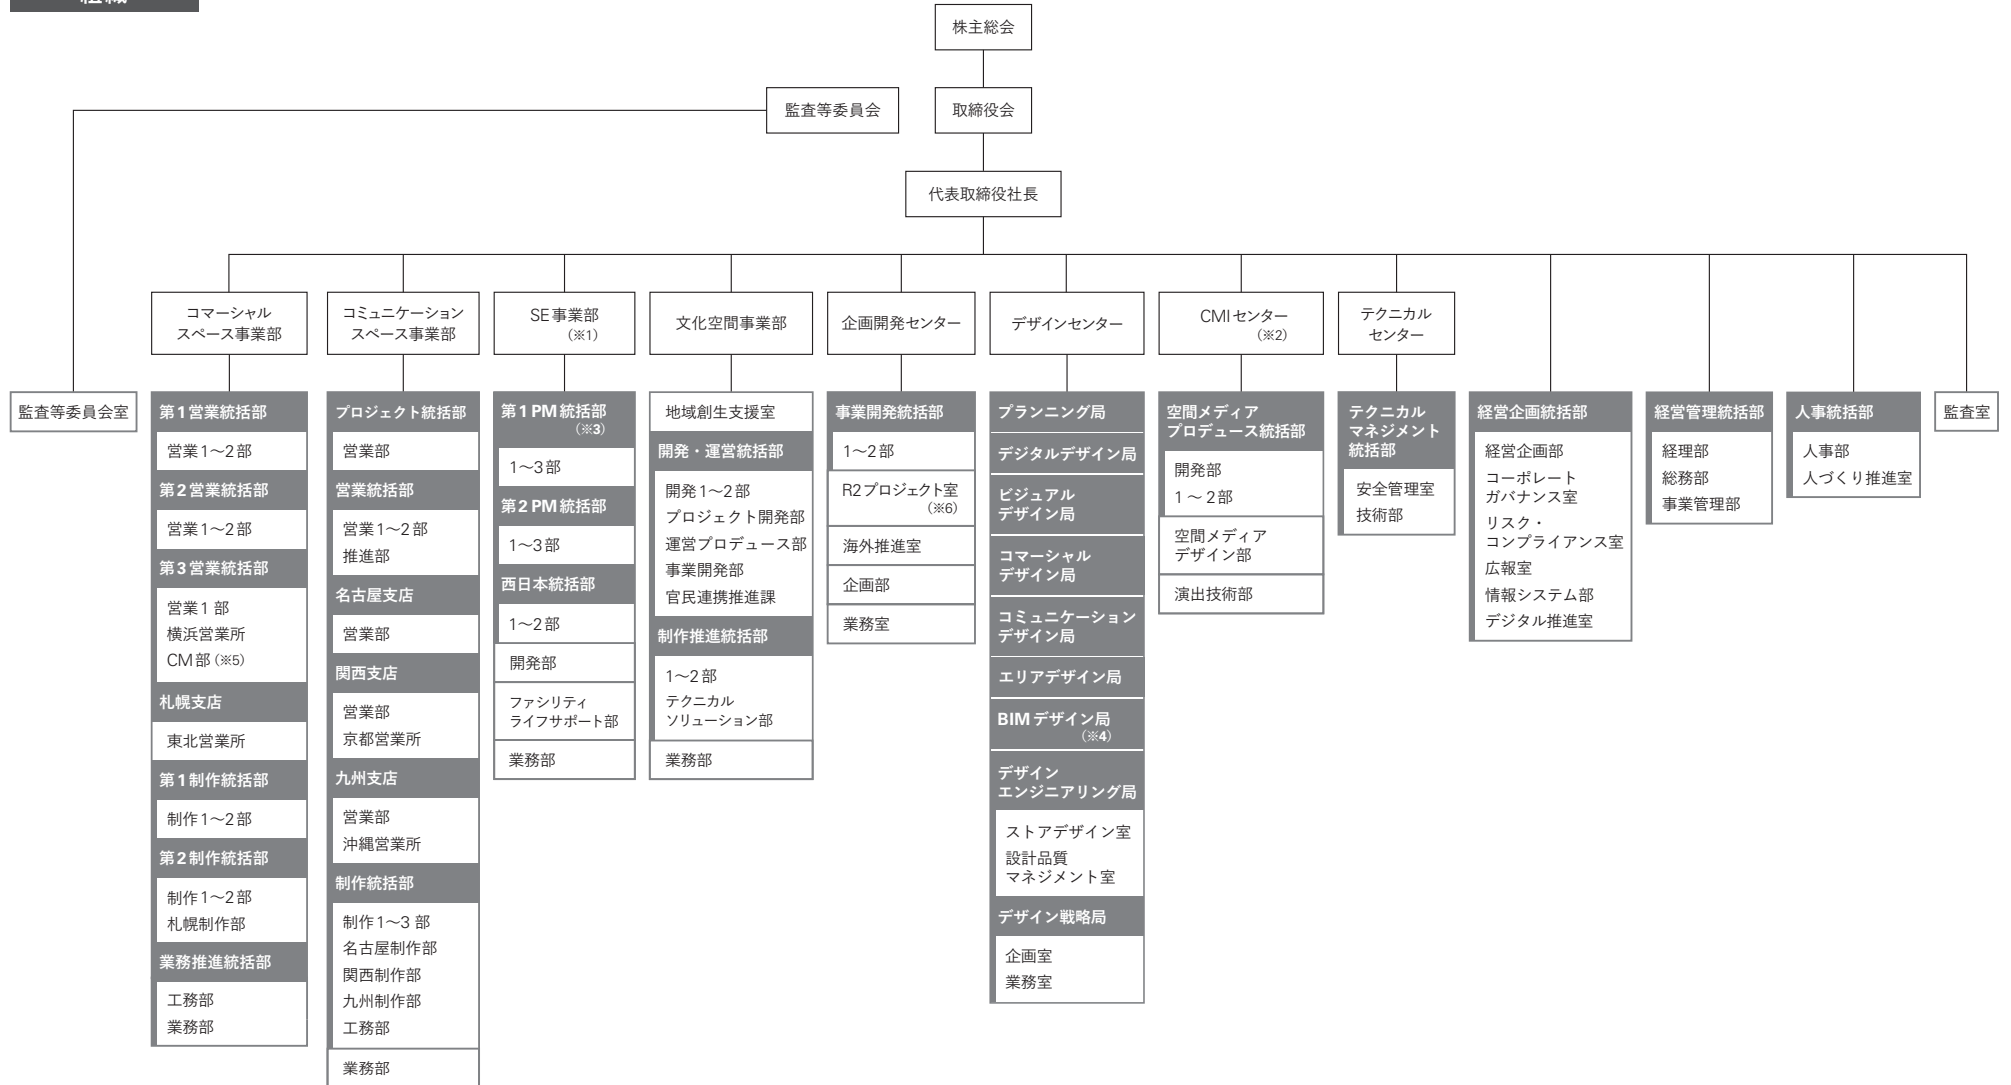 組織
株主総会
監査等委員会
取締役会
代表取締役社長
コマーシャル
スペース事業部
コミュニケーション
スペース事業部
SE事業部
(※1)
文化空間事業部
企画開発センター
デザインセンター
CMIセンター
(※2)
テクニカル
センター
監査等委員会室
第1営業統括部
営業1〜2部
第2営業統括部
営業1〜2部
第3営業統括部
営業1部
横浜営業所
CM部(※5)
札幌支店
東北営業所
第1制作統括部
制作1〜2部
第2制作統括部
制作1〜2部
札幌制作部
業務推進統括部
工務部
業務部
プロジェクト統括部
営業部
営業統括部
営業1〜2部
推進部
名古屋支店
営業部
関西支店
営業部
京都営業所
九州支店
営業部
沖縄営業所
制作統括部
制作1〜3部
名古屋制作部
関西制作部
九州制作部
工務部
業務部
第1PM統括部
(※3)
1〜3部
第2PM統括部
1〜3部
西日本統括部
1〜2部
開発部
ファシリティ
ライフサポート部
業務部
地域創生支援室
開発・運営統括部
開発1〜2部
プロジェクト開発部
運営プロデュース部
事業開発部
官民連携推進課
制作推進統括部
1〜2部
テクニカル
ソリューション部
業務部
事業開発統括部
1〜2部
R2プロジェクト室
(※6)
海外推進室
企画部
業務室
プランニング局
デジタルデザイン局
ビジュアル
デザイン局
コマーシャル
デザイン局
コミュニケーション
デザイン局
エリアデザイン局
BIMデザイン局
(※4)
デザイン
エンジニアリング局
ストアデザイン室
設計品質
マネジメント室
デザイン戦略局
企画室
業務室
空間メディア
プロデュース統括部
開発部
1〜2部
空間メディア
デザイン部
演出技術部
テクニカル
マネジメント
統括部
安全管理室
技術部
経営企画統括部
経営企画部
コーポレート
ガバナンス室
リスク・
コンプライアンス室
広報室
情報システム部
デジタル推進室
経営管理統括部
経理部
総務部
事業管理部
人事統括部
人事部
人づくり推進室
監査室